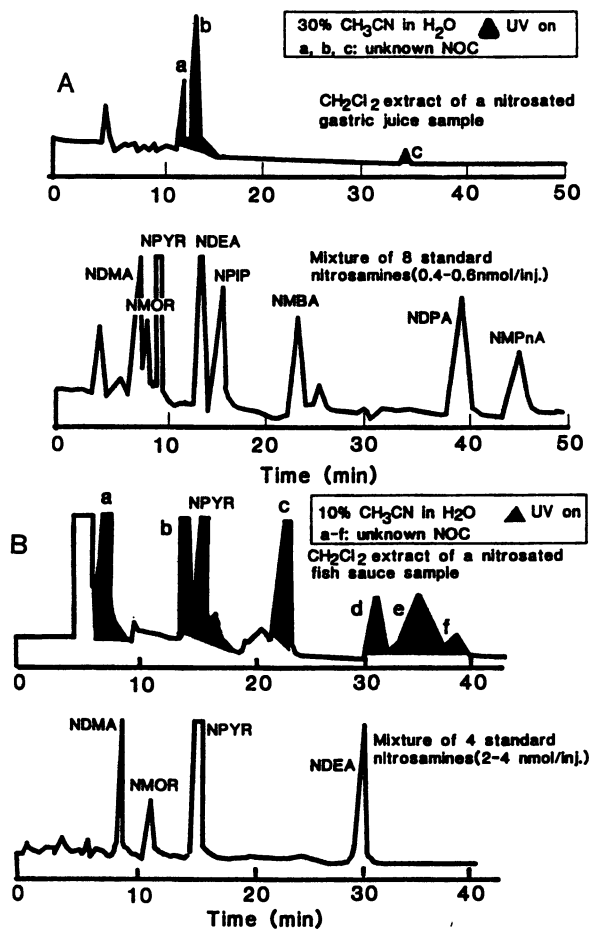 30% CH₃CN in H₂O ▲ UV on
a, b, c: unknown NOC
A
a
b
CH₂Cl₂ extract of a nitrosated
gastric juice sample
c
0 10 20 30 40 50
NPYR NDEA
NDMA
NPIP
NMOR
Mixture of 8 standard
nitrosamines(0.4-0.6nmol/inj.)
NMBA
NDPA
NMPnA
0 10 20 30 40 50
Time (min)
B
a
b
NPYR
c
10% CH₃CN in H₂O ▲ UV on
a-f: unknown NOC
CH₂Cl₂ extract of a nitrosated
fish sauce sample
d e f
0 10 20 30 40
NDMA
NMOR
NPYR
NDEA
Mixture of 4 standard
nitrosamines(2-4 nmol/inj.)
0 10 20 30 40
Time (min)